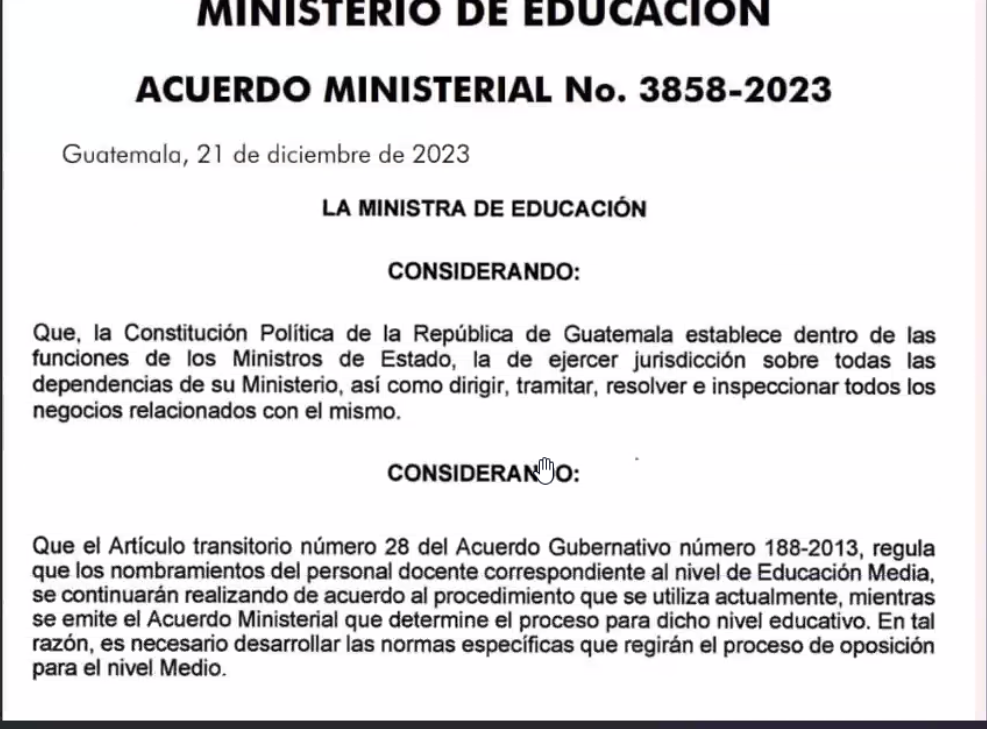 MINISTERIO DE EDUCACIÓN
ACUERDO MINISTERIAL No. 3858-2023
Guatemala, 21 de diciembre de 2023
LA MINISTRA DE EDUCACIÓN
CONSIDERANDO:
Que, la Constitución Política de la República de Guatemala establece dentro de las
funciones de los Ministros de Estado, la de ejercer jurisdicción sobre todas las
dependencias de su Ministerio, así como dirigir, tramitar, resolver e inspeccionar todos los
negocios relacionados con el mismo.
CONSIDERANDO:
Que el Artículo transitorio número 28 del Acuerdo Gubernativo número 188-2013, regula
que los nombramientos del personal docente correspondiente al nivel de Educación Media,
se continuarán realizando de acuerdo al procedimiento que se utiliza actualmente, mientras
se emite el Acuerdo Ministerial que determine el proceso para dicho nivel educativo. En tal
razón, es necesario desarrollar las normas específicas que regirán el proceso de oposición
para el nivel Medio.